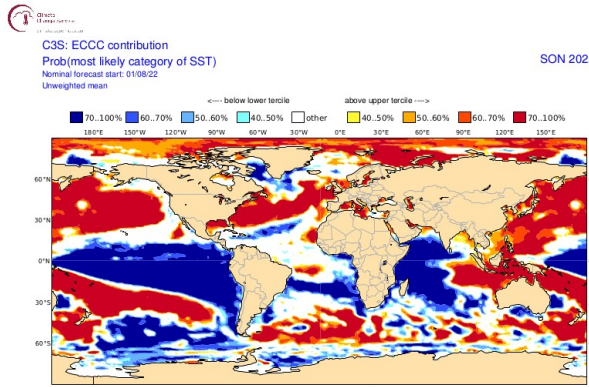 Climate
Change Service
C3S: ECCC contribution
Prob(most likely category of SST)
SON 202
Nominal forecast start: 01/08/22
Unweighted mean
<---- below lower tercile above upper tercile ---->
70..100% 60..70% 50..60% 40..50% other 40..50% 50..60% 60..70% 70..100%
180°E 150°W 120°W 90°W 60°W 30°W 0°E 30°E 60°E 90°E 120°E 150°E
60°N
30°N
0°N
30°S
60°S